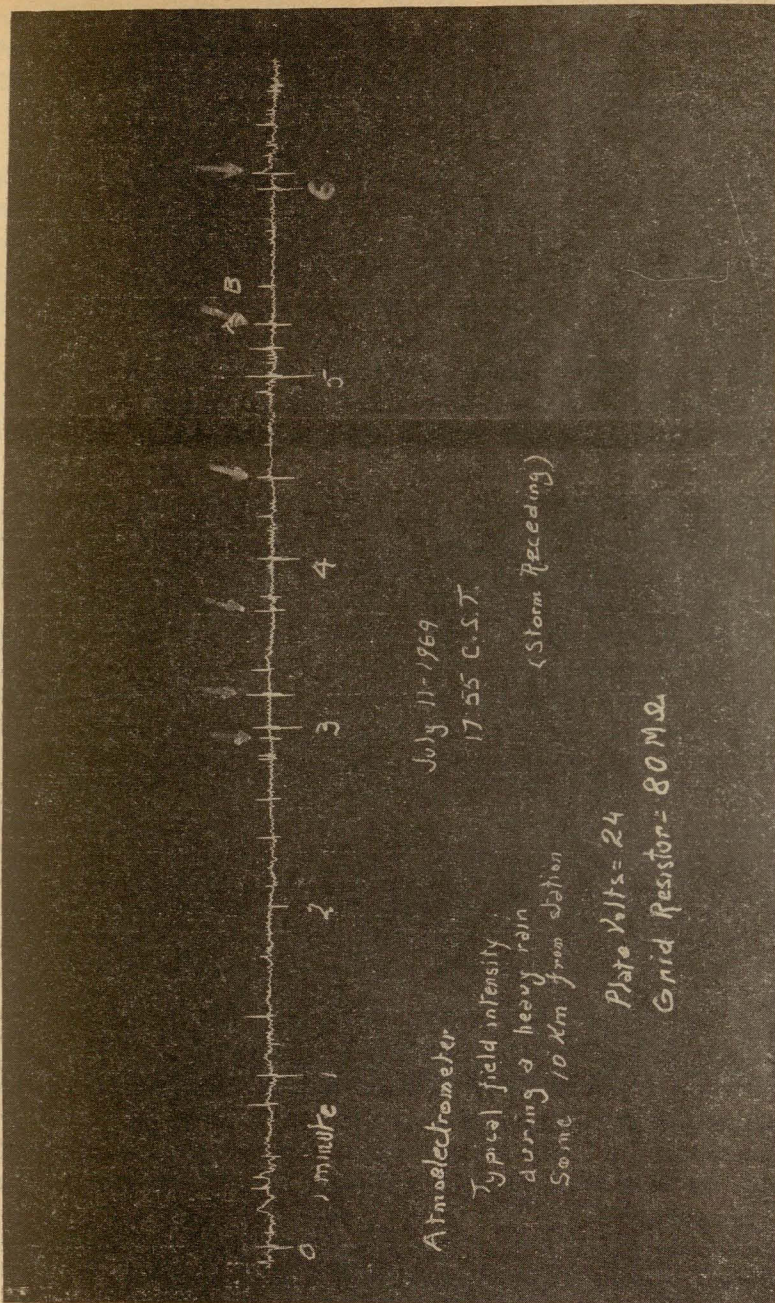 0
1 minute 1
2
3
4
5
A B
6
Atmoelectrometer
Typical field intensity
during a heavy rain
Some 10 Km from station
July 11-1969
17 55 C.S.T.
(Storm Receding)
Plate Volts = 24
Grid Resistor = 80 M Ω